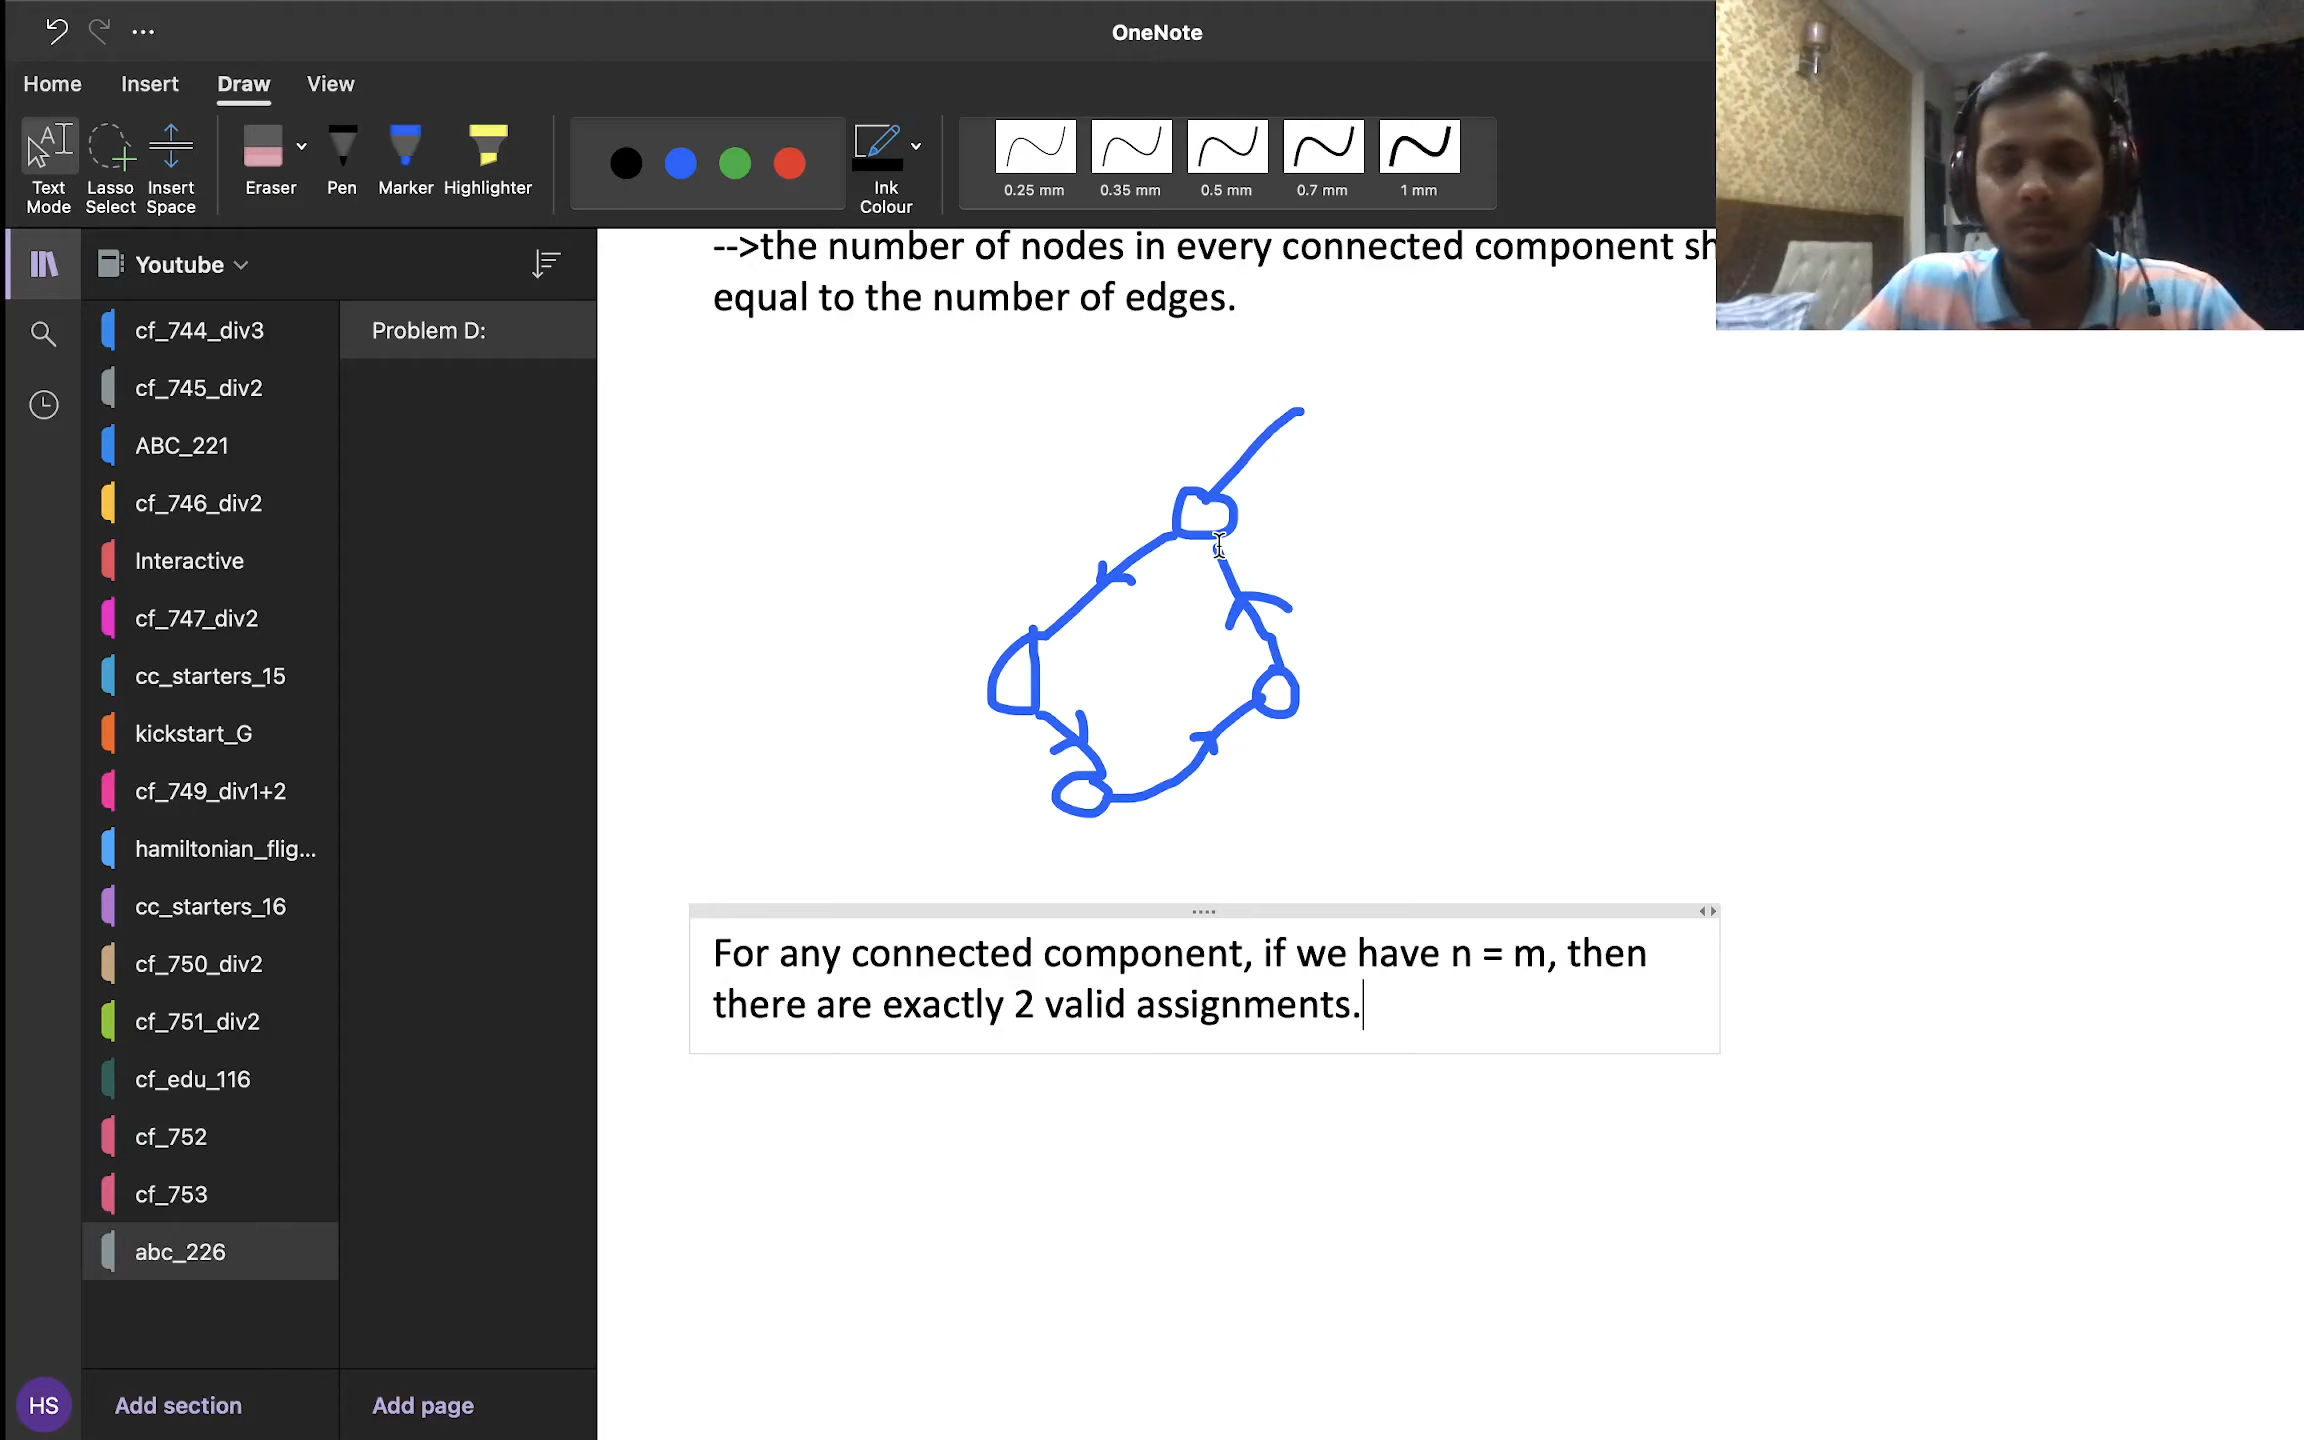 OneNote
Home Insert Draw View
Text Mode
Lasso Select
Insert Space
Eraser
Pen
Marker
Highlighter
Ink Colour
0.25 mm
0.35 mm
0.5 mm
0.7 mm
1 mm
Youtube
cf_744_div3
cf_745_div2
ABC_221
cf_746_div2
Interactive
cf_747_div2
cc_starters_15
kickstart_G
cf_749_div1+2
hamiltonian_flig...
cc_starters_16
cf_750_div2
cf_751_div2
cf_edu_116
cf_752
cf_753
abc_226
Add section
HS
Problem D:
Add page
-->the number of nodes in every connected component sh
equal to the number of edges.
For any connected component, if we have n = m, then
there are exactly 2 valid assignments.